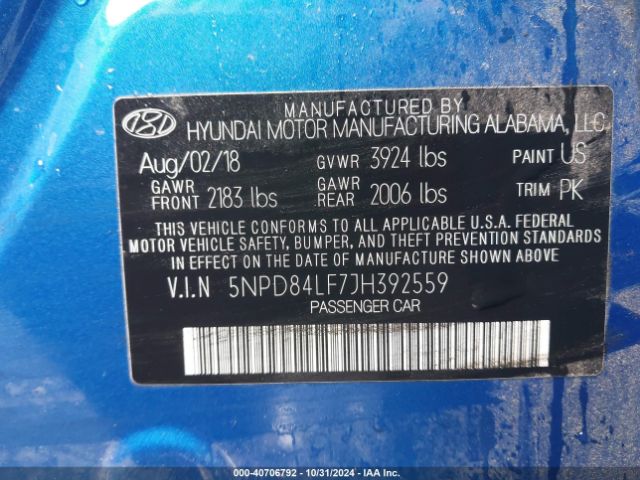 MANUFACTURED BY
HYUNDAI MOTOR MANUFACTURING ALABAMA, LLC
Aug/02/18 GVWR 3924 lbs PAINT US
GAWR FRONT 2183 lbs GAWR REAR 2006 lbs TRIM PK
THIS VEHICLE CONFORMS TO ALL APPLICABLE U.S.A. FEDERAL
MOTOR VEHICLE SAFETY, BUMPER, AND THEFT PREVENTION STANDARDS
IN EFFECT ON THE DATE OF MANUFACTURE SHOWN ABOVE
V.I.N 5NPD84LF7JH392559
PASSENGER CAR
000-40706792 - 10/31/2024 - IAA Inc.